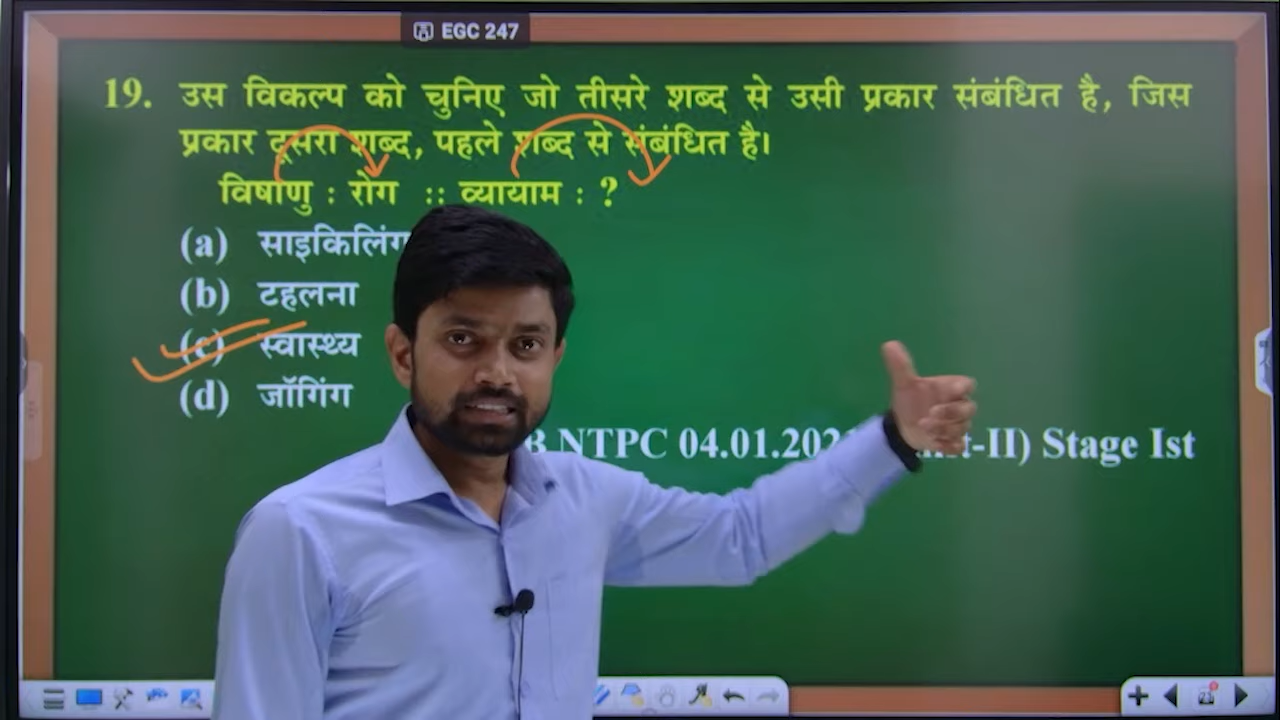 EGC 247
19. उस विकल्प को चुनिए जो तीसरे शब्द से उसी प्रकार संबंधित है, जिस
प्रकार दूसरा शब्द, पहले शब्द से संबंधित है।
विषाणु : रोग :: व्यायाम : ?
(a) साइकिलिंग
(b) टहलना
(c) स्वास्थ्य
(d) जॉगिंग
NTPC 04.01.202 -II) Stage Ist